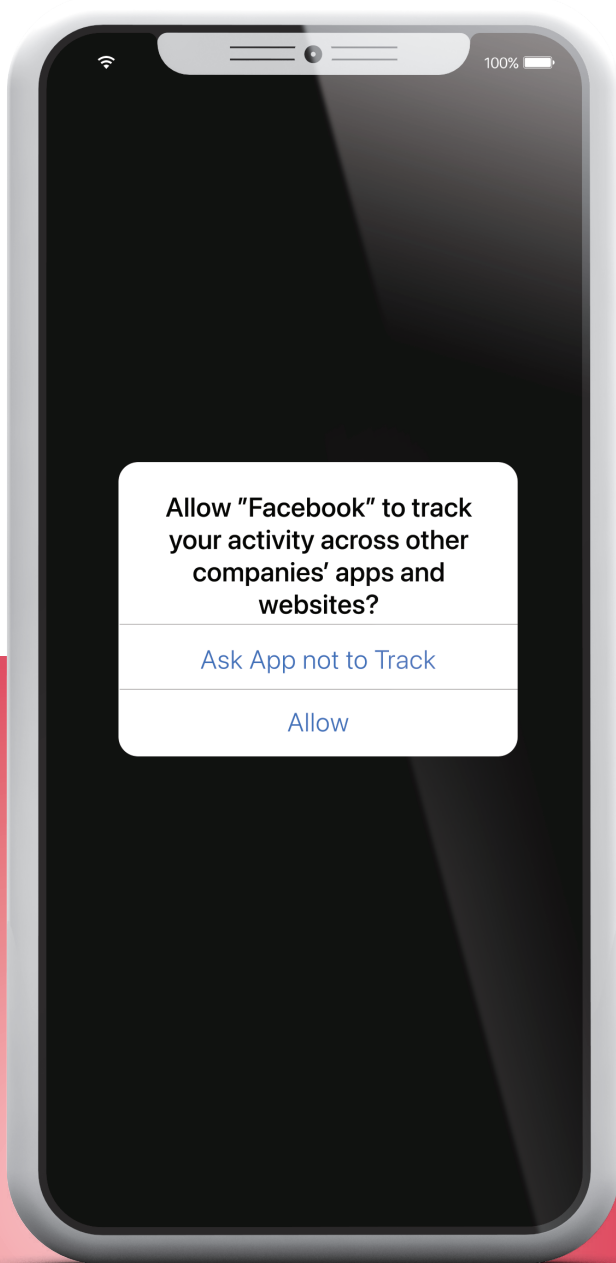 100%
Allow "Facebook" to track
your activity across other
companies' apps and
websites?
Ask App not to Track
Allow